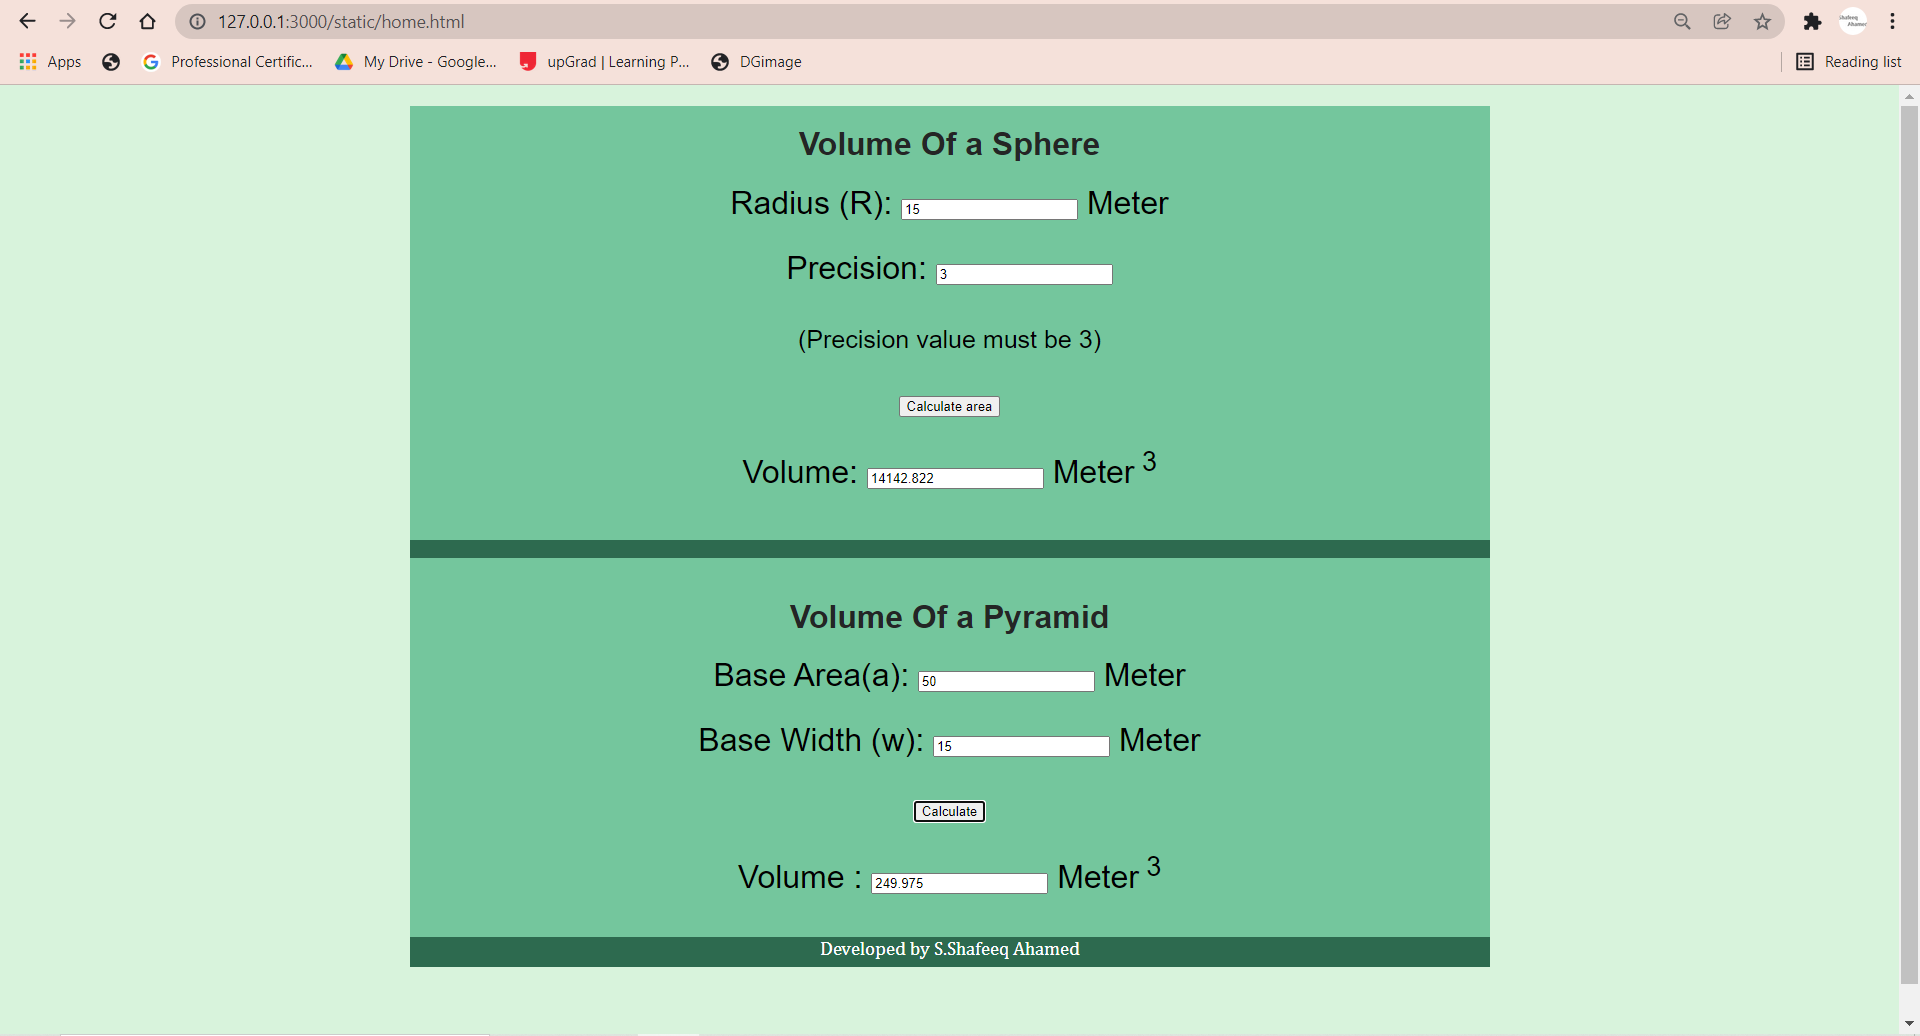 127.0.0.1:3000/static/home.html
Apps Professional Certific... My Drive - Google... upGrad | Learning P... DGimage Reading list
Volume Of a Sphere
Radius (R): 15 Meter
Precision: 3
(Precision value must be 3)
Calculate area
Volume: 14142.822 Meter 3
Volume Of a Pyramid
Base Area(a): 50 Meter
Base Width (w): 15 Meter
Calculate
Volume : 249.975 Meter 3
Developed by S.Shafeeq Ahamed